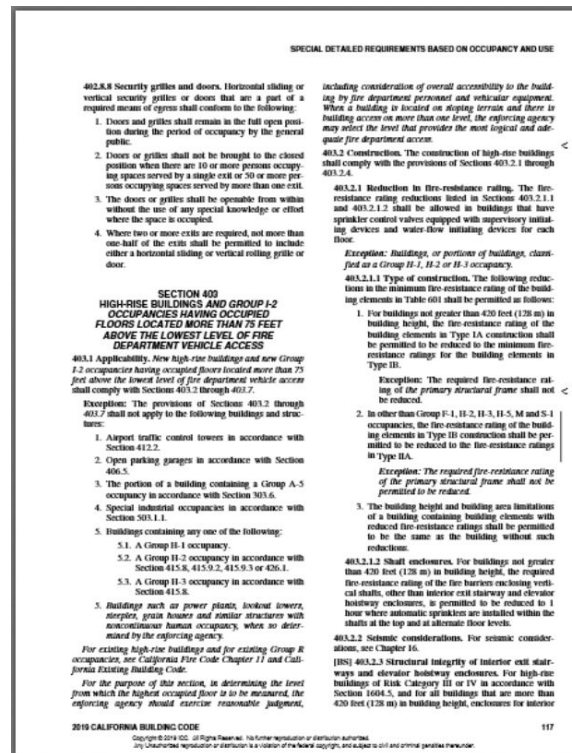 SPECIAL DETAILED REQUIREMENTS BASED ON OCCUPANCY AND USE
402.8.8 Security grilles and doors. Horizontal sliding or
vertical security grilles or doors that are a part of a
required means of egress shall conform to the following:
1. Doors and grilles shall remain in the full open posi-
tion during the period of occupancy by the general
public.
2. Doors or grilles shall not be brought to the closed
position when there are 10 or more persons occupy-
ing spaces served by a single exit or 50 or more per-
sons occupying spaces served by more than one exit.
3. The doors or grilles shall be openable from within
without the use of any special knowledge or effort
where the space is occupied.
4. Where two or more exits are required, not more than
one-half of the exits shall be permitted to include
either a horizontal sliding or vertical rolling grille or
door.
SECTION 403
HIGH-RISE BUILDINGS AND GROUP I-2
OCCUPANCIES HAVING OCCUPIED
FLOORS LOCATED MORE THAN 75 FEET
ABOVE THE LOWEST LEVEL OF FIRE
DEPARTMENT VEHICLE ACCESS
403.1 Applicability. New high-rise buildings and new Group
I-2 occupancies having occupied floors located more than 75
feet above the lowest level of fire department vehicle access
shall comply with Sections 403.2 through 403.7.
Exception: The provisions of Sections 403.2 through
403.7 shall not apply to the following buildings and struc-
tures:
1. Airport traffic control towers in accordance with
Section 412.2.
2. Open parking garages in accordance with Section
406.5.
3. The portion of a building containing a Group A-5
occupancy in accordance with Section 303.6.
4. Special industrial occupancies in accordance with
Section 503.1.1.
5. Buildings containing any one of the following:
5.1. A Group H-1 occupancy.
5.2. A Group H-2 occupancy in accordance with
Section 415.8, 415.9.2, 415.9.3 or 426.1.
5.3. A Group H-3 occupancy in accordance with
Section 415.8.
5. Buildings such as power plants, lookout towers,
steeples, grain houses and similar structures with
noncontinuous human occupancy, when so deter-
mined by the enforcing agency.
For existing high-rise buildings and for existing Group R
occupancies, see California Fire Code Chapter 11 and Cali-
fornia Existing Building Code.
For the purpose of this section, in determining the level
from which the highest occupied floor is to be measured, the
enforcing agency should exercise reasonable judgment,
including consideration of overall accessibility to the build-
ing by fire department personnel and vehicular equipment.
When a building is located on sloping terrain and there is
building access on more than one level, the enforcing agency
may select the level that provides the most logical and ade-
quate fire department access.
403.2 Construction. The construction of high-rise buildings
shall comply with the provisions of Sections 403.2.1 through
403.2.4.
403.2.1 Reduction in fire-resistance rating. The fire-
resistance rating reductions listed in Sections 403.2.1.1
and 403.2.1.2 shall be allowed in buildings that have
sprinkler control valves equipped with supervisory initiat-
ing devices and water-flow initiating devices for each
floor.
Exception: Buildings, or portions of buildings, classi-
fied as a Group H-1, H-2 or H-3 occupancy.
403.2.1.1 Type of construction. The following reduc-
tions in the minimum fire-resistance rating of the build-
ing elements in Table 601 shall be permitted as follows:
1. For buildings not greater than 420 feet (128 m) in
building height, the fire-resistance rating of the
building elements in Type IA construction shall
be permitted to be reduced to the minimum fire-
resistance ratings for the building elements in
Type IB.
Exception: The required fire-resistance rat-
ing of the primary structural frame shall not
be reduced.
2. In other than Group F-1, H-2, H-3, H-5, M and S-1
occupancies, the fire-resistance rating of the build-
ing elements in Type IB construction shall be per-
mitted to be reduced to the fire-resistance ratings
in Type IIA.
Exception: The required fire-resistance rating
of the primary structural frame shall not be
permitted to be reduced.
3. The building height and building area limitations
of a building containing building elements with
reduced fire-resistance ratings shall be permitted
to be the same as the building without such
reductions.
403.2.1.2 Shaft enclosures. For buildings not greater
than 420 feet (128 m) in building height, the required
fire-resistance rating of the fire barriers enclosing verti-
cal shafts, other than interior exit stairway and elevator
hoistway enclosures, is permitted to be reduced to 1
hour where automatic sprinklers are installed within the
shafts at the top and at alternate floor levels.
403.2.2 Seismic considerations. For seismic consider-
ations, see Chapter 16.
[BS] 403.2.3 Structural integrity of interior exit stair-
ways and elevator hoistway enclosures. For high-rise
buildings of Risk Category III or IV in accordance with
Section 1604.5, and for all buildings that are more than
420 feet (128 m) in building height, enclosures for interior
2019 CALIFORNIA BUILDING CODE
117
Copyright © 2019 ICC. All Rights Reserved. No further reproduction or distribution authorized.
Any Unauthorized reproduction or distribution is a violation of the federal copyright, and subject to civil and criminal penalties thereunder.